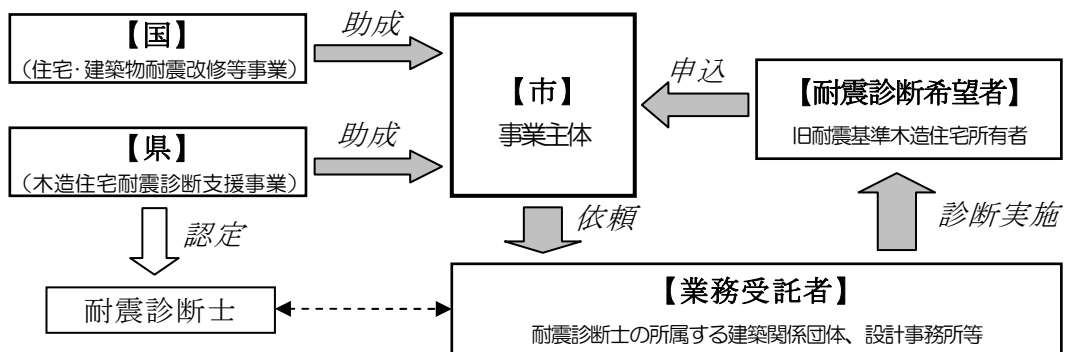 【国】
（住宅・建築物耐震改修等事業）
助成
【市】
事業主体
申込
【耐震診断希望者】
旧耐震基準木造住宅所有者
【県】
（木造住宅耐震診断支援事業）
助成
認定
依頼
診断実施
耐震診断士
【業務受託者】
耐震診断士の所属する建築関係団体、設計事務所等